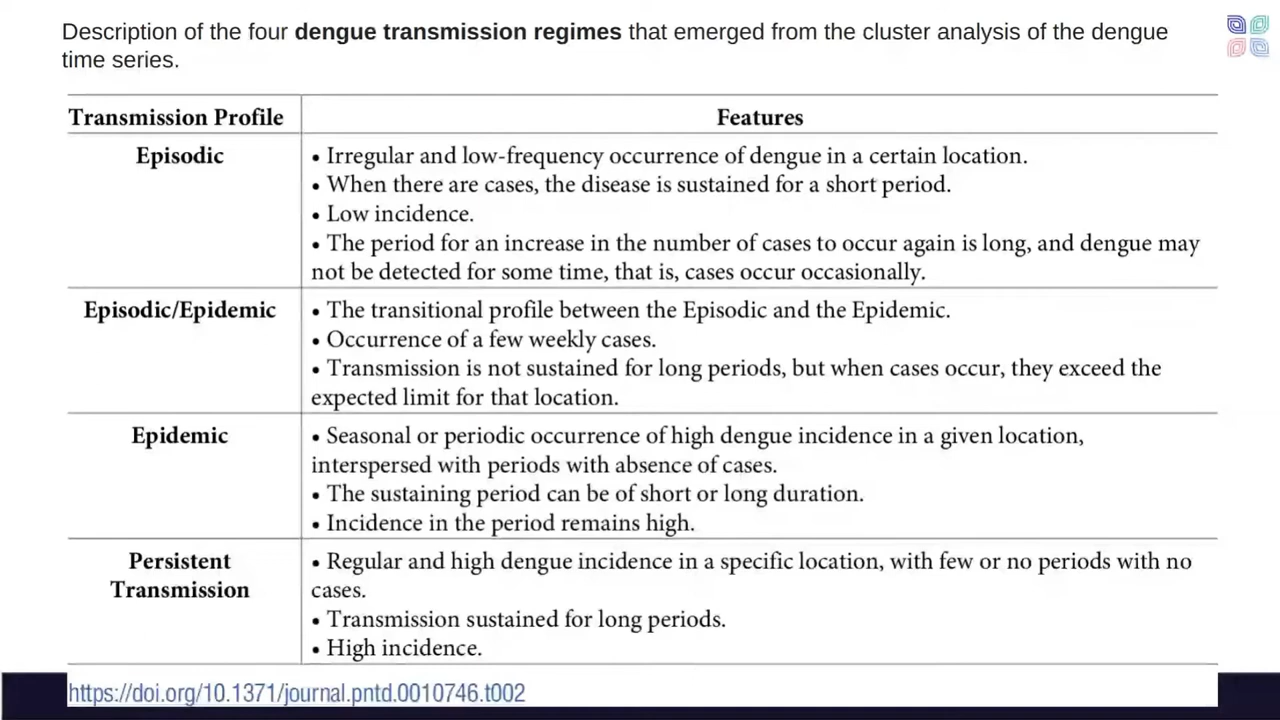 Description of the four dengue transmission regimes that emerged from the cluster analysis of the dengue
time series.
Transmission Profile
Features
Episodic
• Irregular and low-frequency occurrence of dengue in a certain location.
• When there are cases, the disease is sustained for a short period.
• Low incidence.
• The period for an increase in the number of cases to occur again is long, and dengue may
not be detected for some time, that is, cases occur occasionally.
Episodic/Epidemic
• The transitional profile between the Episodic and the Epidemic.
• Occurrence of a few weekly cases.
• Transmission is not sustained for long periods, but when cases occur, they exceed the
expected limit for that location.
Epidemic
• Seasonal or periodic occurrence of high dengue incidence in a given location,
interspersed with periods with absence of cases.
• The sustaining period can be of short or long duration.
• Incidence in the period remains high.
Persistent
Transmission
• Regular and high dengue incidence in a specific location, with few or no periods with no
cases.
• Transmission sustained for long periods.
• High incidence.
https://doi.org/10.1371/journal.pntd.0010746.t002